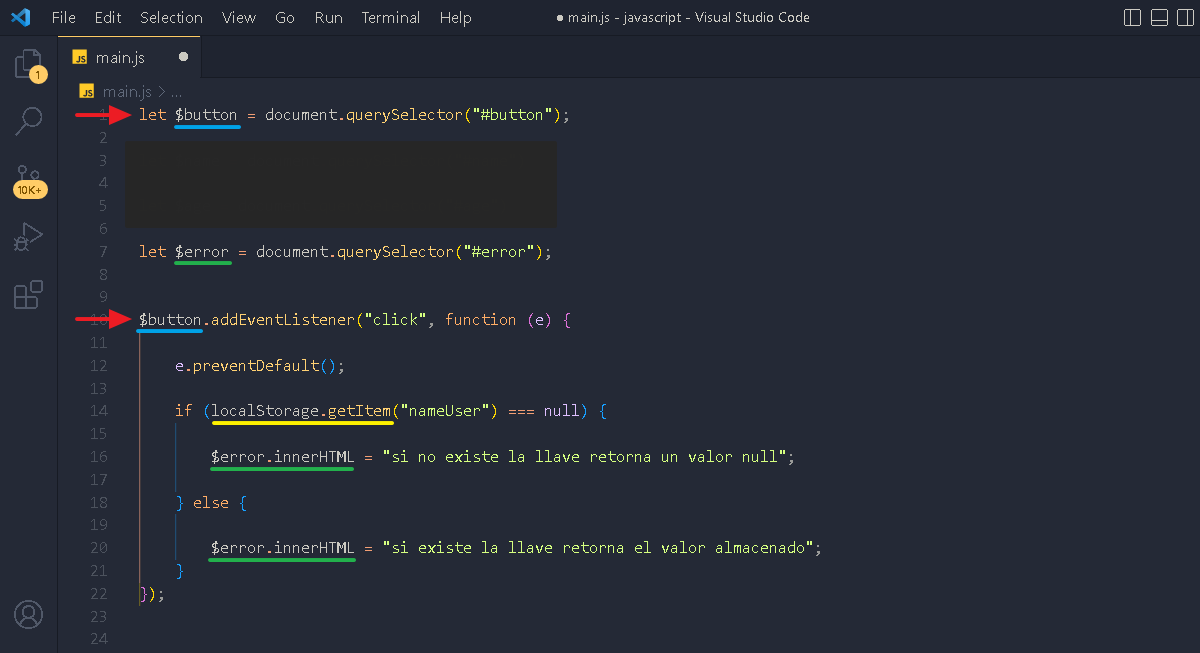 File Edit Selection View Go Run Terminal Help ● main.js - javascript - Visual Studio Code
JS main.js ●
1
JS main.js > ...
1 let $button = document.querySelector("#button");
2
3
4
10K+
5
6
7 let $error = document.querySelector("#error");
8
9
10 $button.addEventListener("click", function (e) {
11
12 e.preventDefault();
13
14 if (localStorage.getItem("nameUser") === null) {
15
16 $error.innerHTML = "si no existe la llave retorna un valor null";
17
18 } else {
19
20 $error.innerHTML = "si existe la llave retorna el valor almacenado";
21 }
22 });
23
24